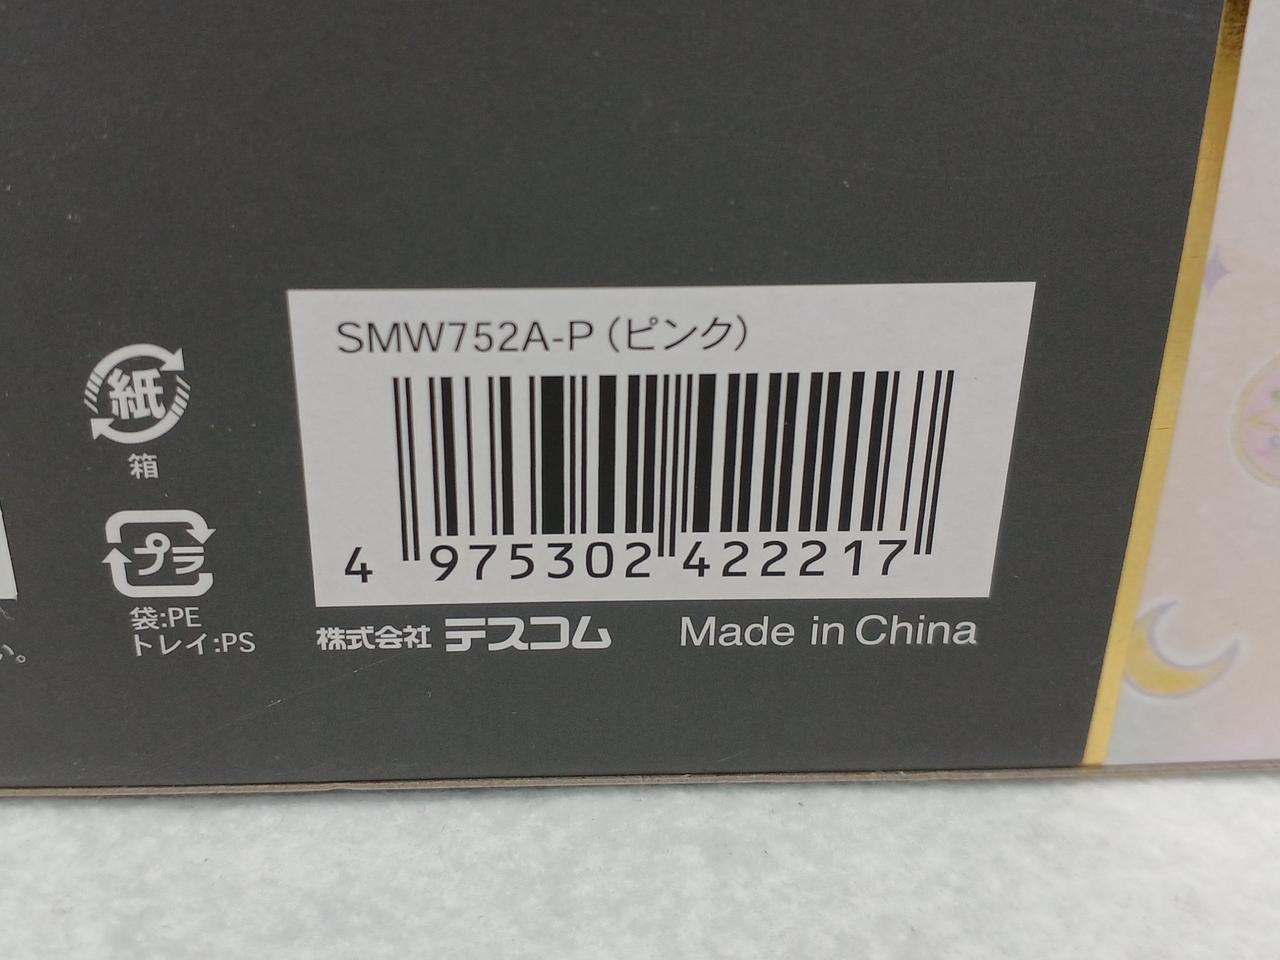 SMW752A-P(ピンク)
4 975302 422217
紙
箱
プラ
袋:PE
トレイ:PS
い。
株式会社 テスコム
Made in China